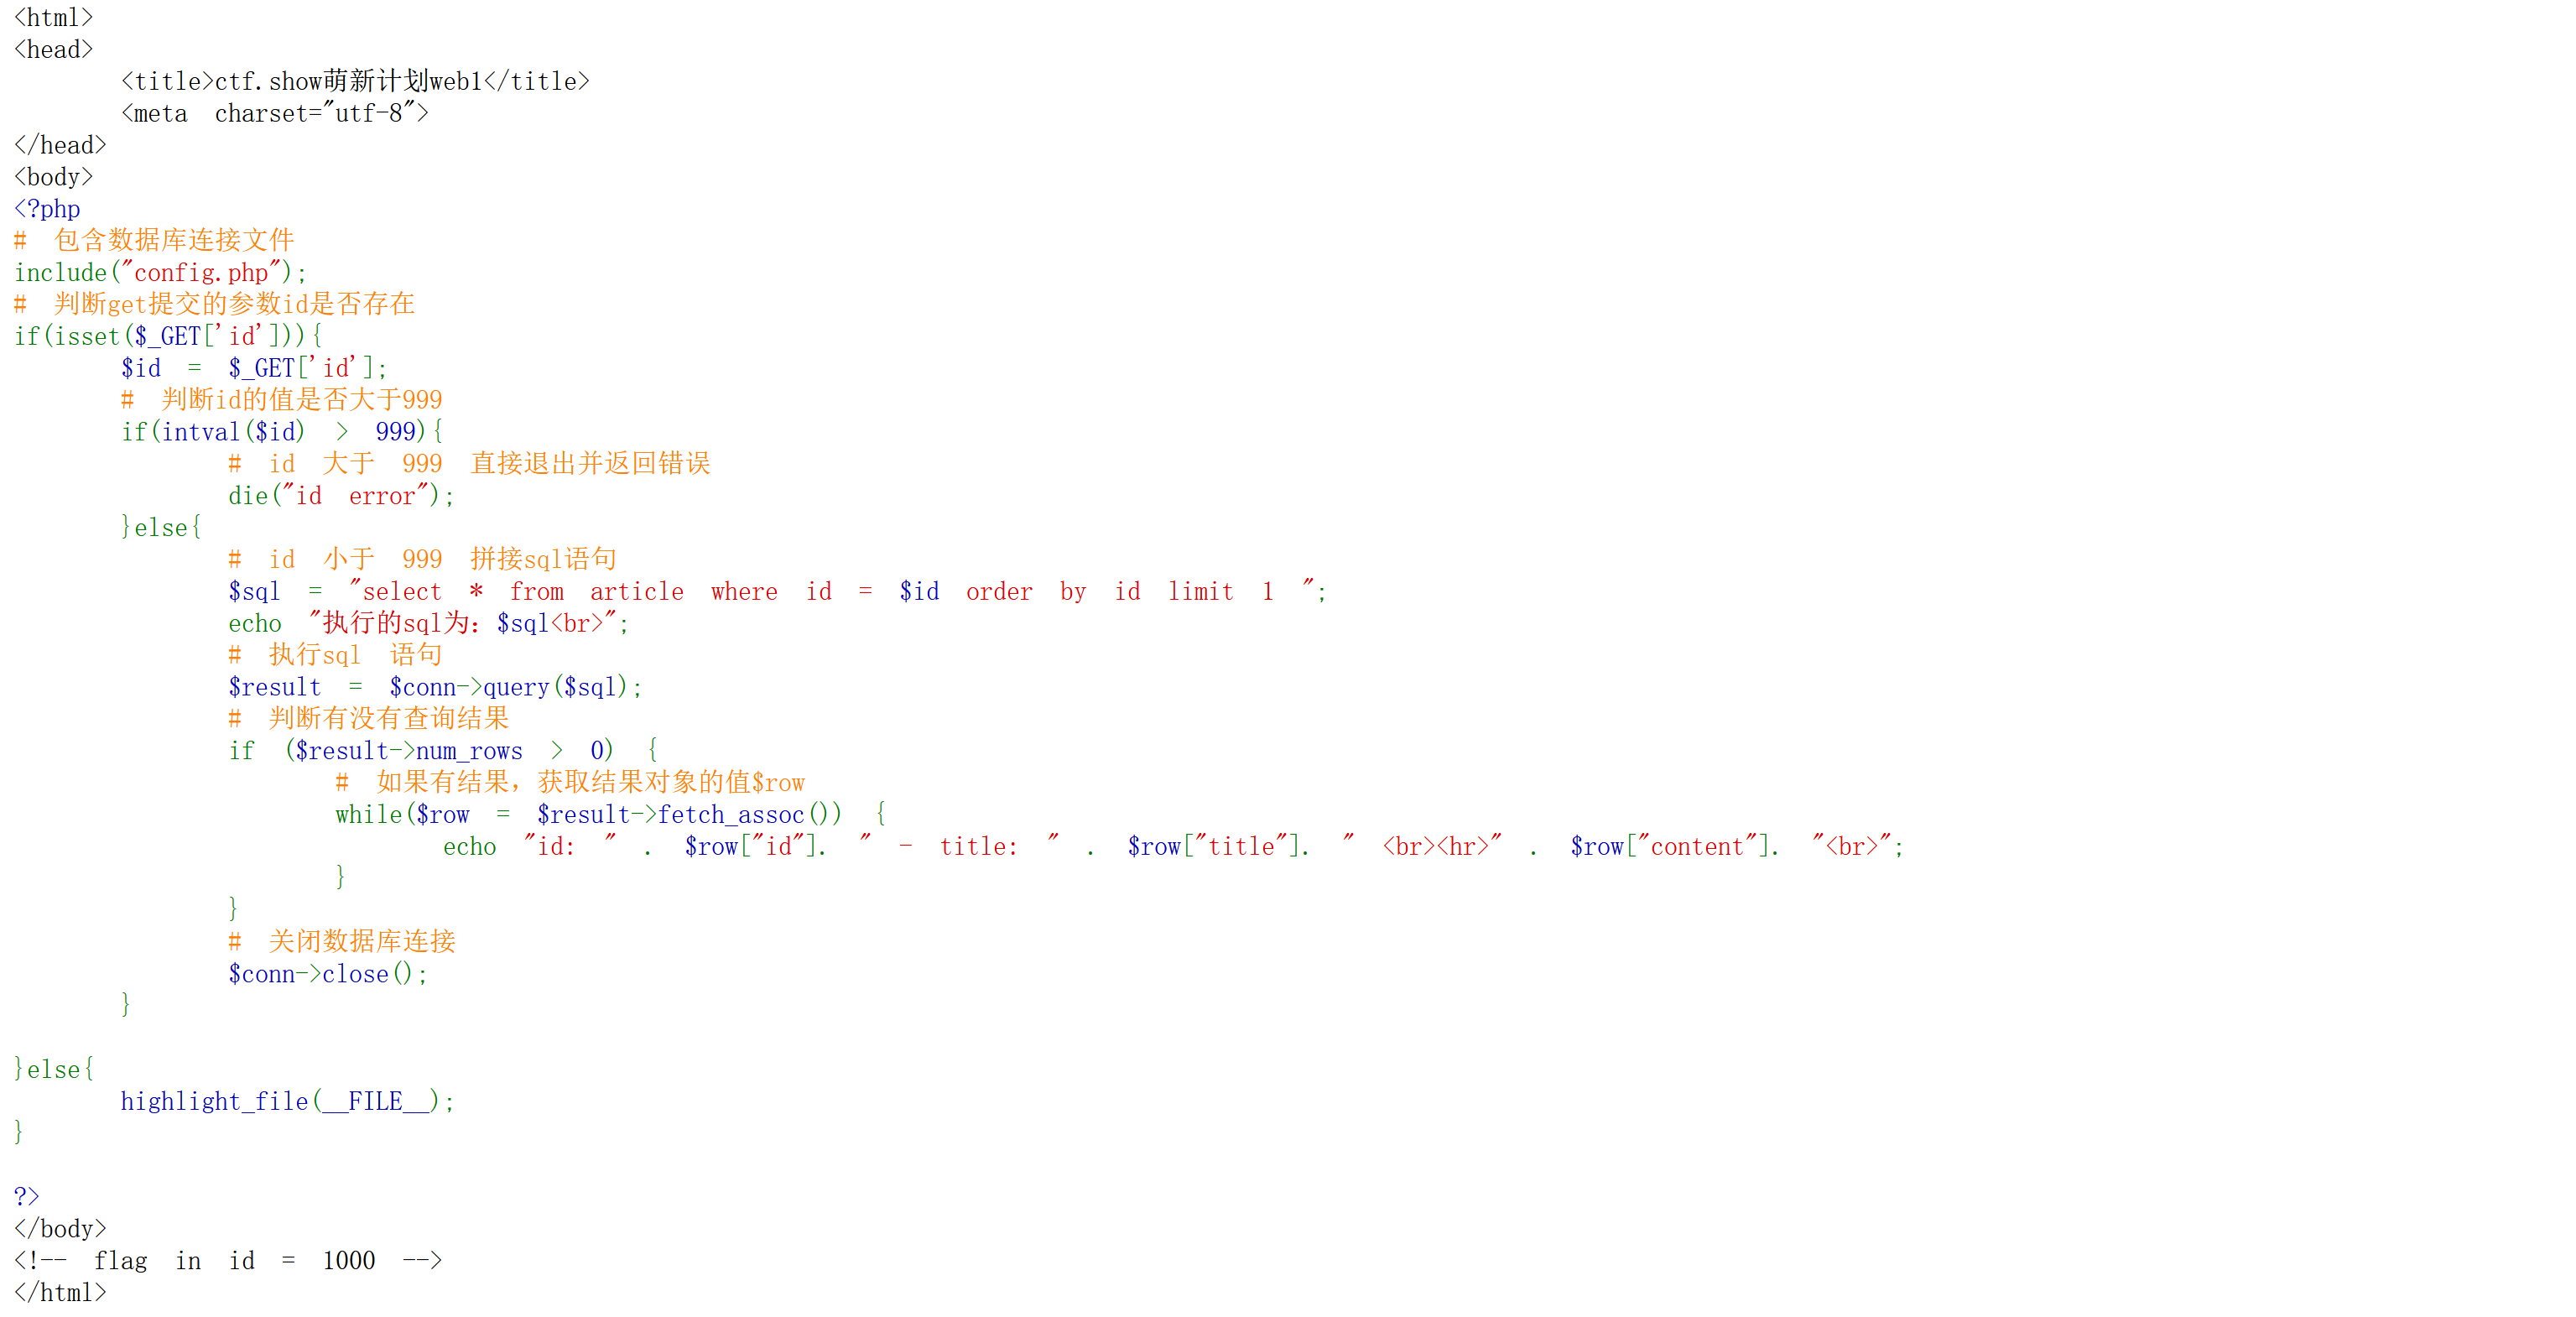 <html>
<head>
<title>ctf.show萌新计划web1</title>
<meta charset="utf-8">
</head>
<body>
<?php
# 包含数据库连接文件
include("config.php");
# 判断get提交的参数id是否存在
if(isset($_GET['id'])){
$id = $_GET['id'];
# 判断id的值是否大于999
if(intval($id) > 999){
# id 大于 999 直接退出并返回错误
die("id error");
}else{
# id 小于 999 拼接sql语句
$sql = "select * from article where id = $id order by id limit 1 ";
echo "执行的sql为：$sql<br>";
# 执行sql 语句
$result = $conn->query($sql);
# 判断有没有查询结果
if ($result->num_rows > 0) {
# 如果有结果，获取结果对象的值$row
while($row = $result->fetch_assoc()) {
echo "id: " . $row["id"]. " - title: " . $row["title"]. " <br><hr>" . $row["content"]. "<br>";
}
}
# 关闭数据库连接
$conn->close();
}
}else{
highlight_file(__FILE__);
}
?>
</body>
<!-- flag in id = 1000 -->
</html>